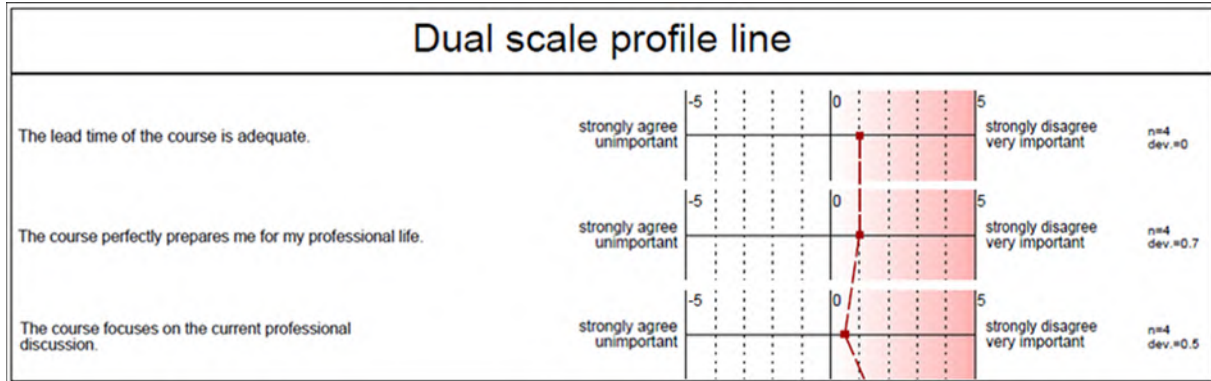 Dual scale profile line
The lead time of the course is adequate.
strongly agree
unimportant
-5
0
5
strongly disagree
very important
n=4
dev.=0
The course perfectly prepares me for my professional life.
strongly agree
unimportant
-5
0
5
strongly disagree
very important
n=4
dev.=0.7
The course focuses on the current professional
discussion.
strongly agree
unimportant
-5
0
5
strongly disagree
very important
n=4
dev.=0.5